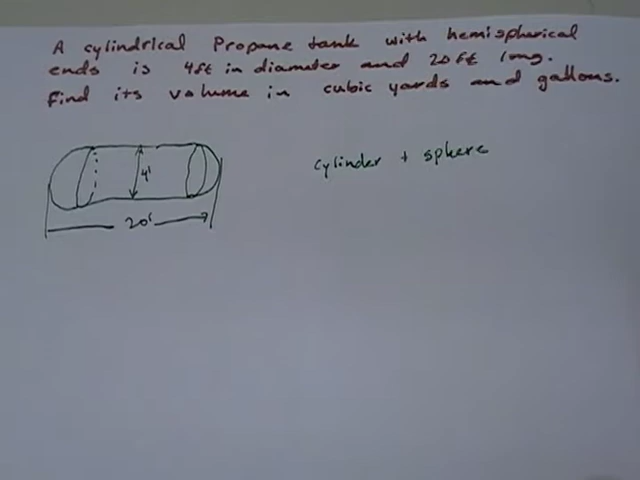 A cylindrical Propane tank with hemispherical
ends is 4ft in diameter and 20ft long.
Find its volume in cubic yards and gallons.
cylinder + sphere
4'
20'